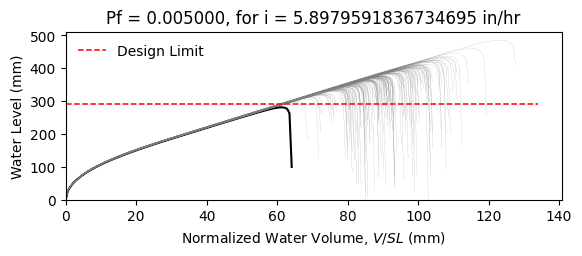 Pf = 0.005000, for i = 5.8979591836734695 in/hr
Water Level (mm)
500
400
300
200
100
0
Design Limit
0 20 40 60 80 100 120 140
Normalized Water Volume, V/SL (mm)